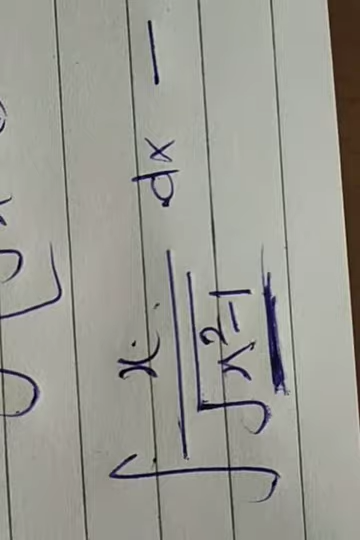 ∫ x / √(x²-1) dx -